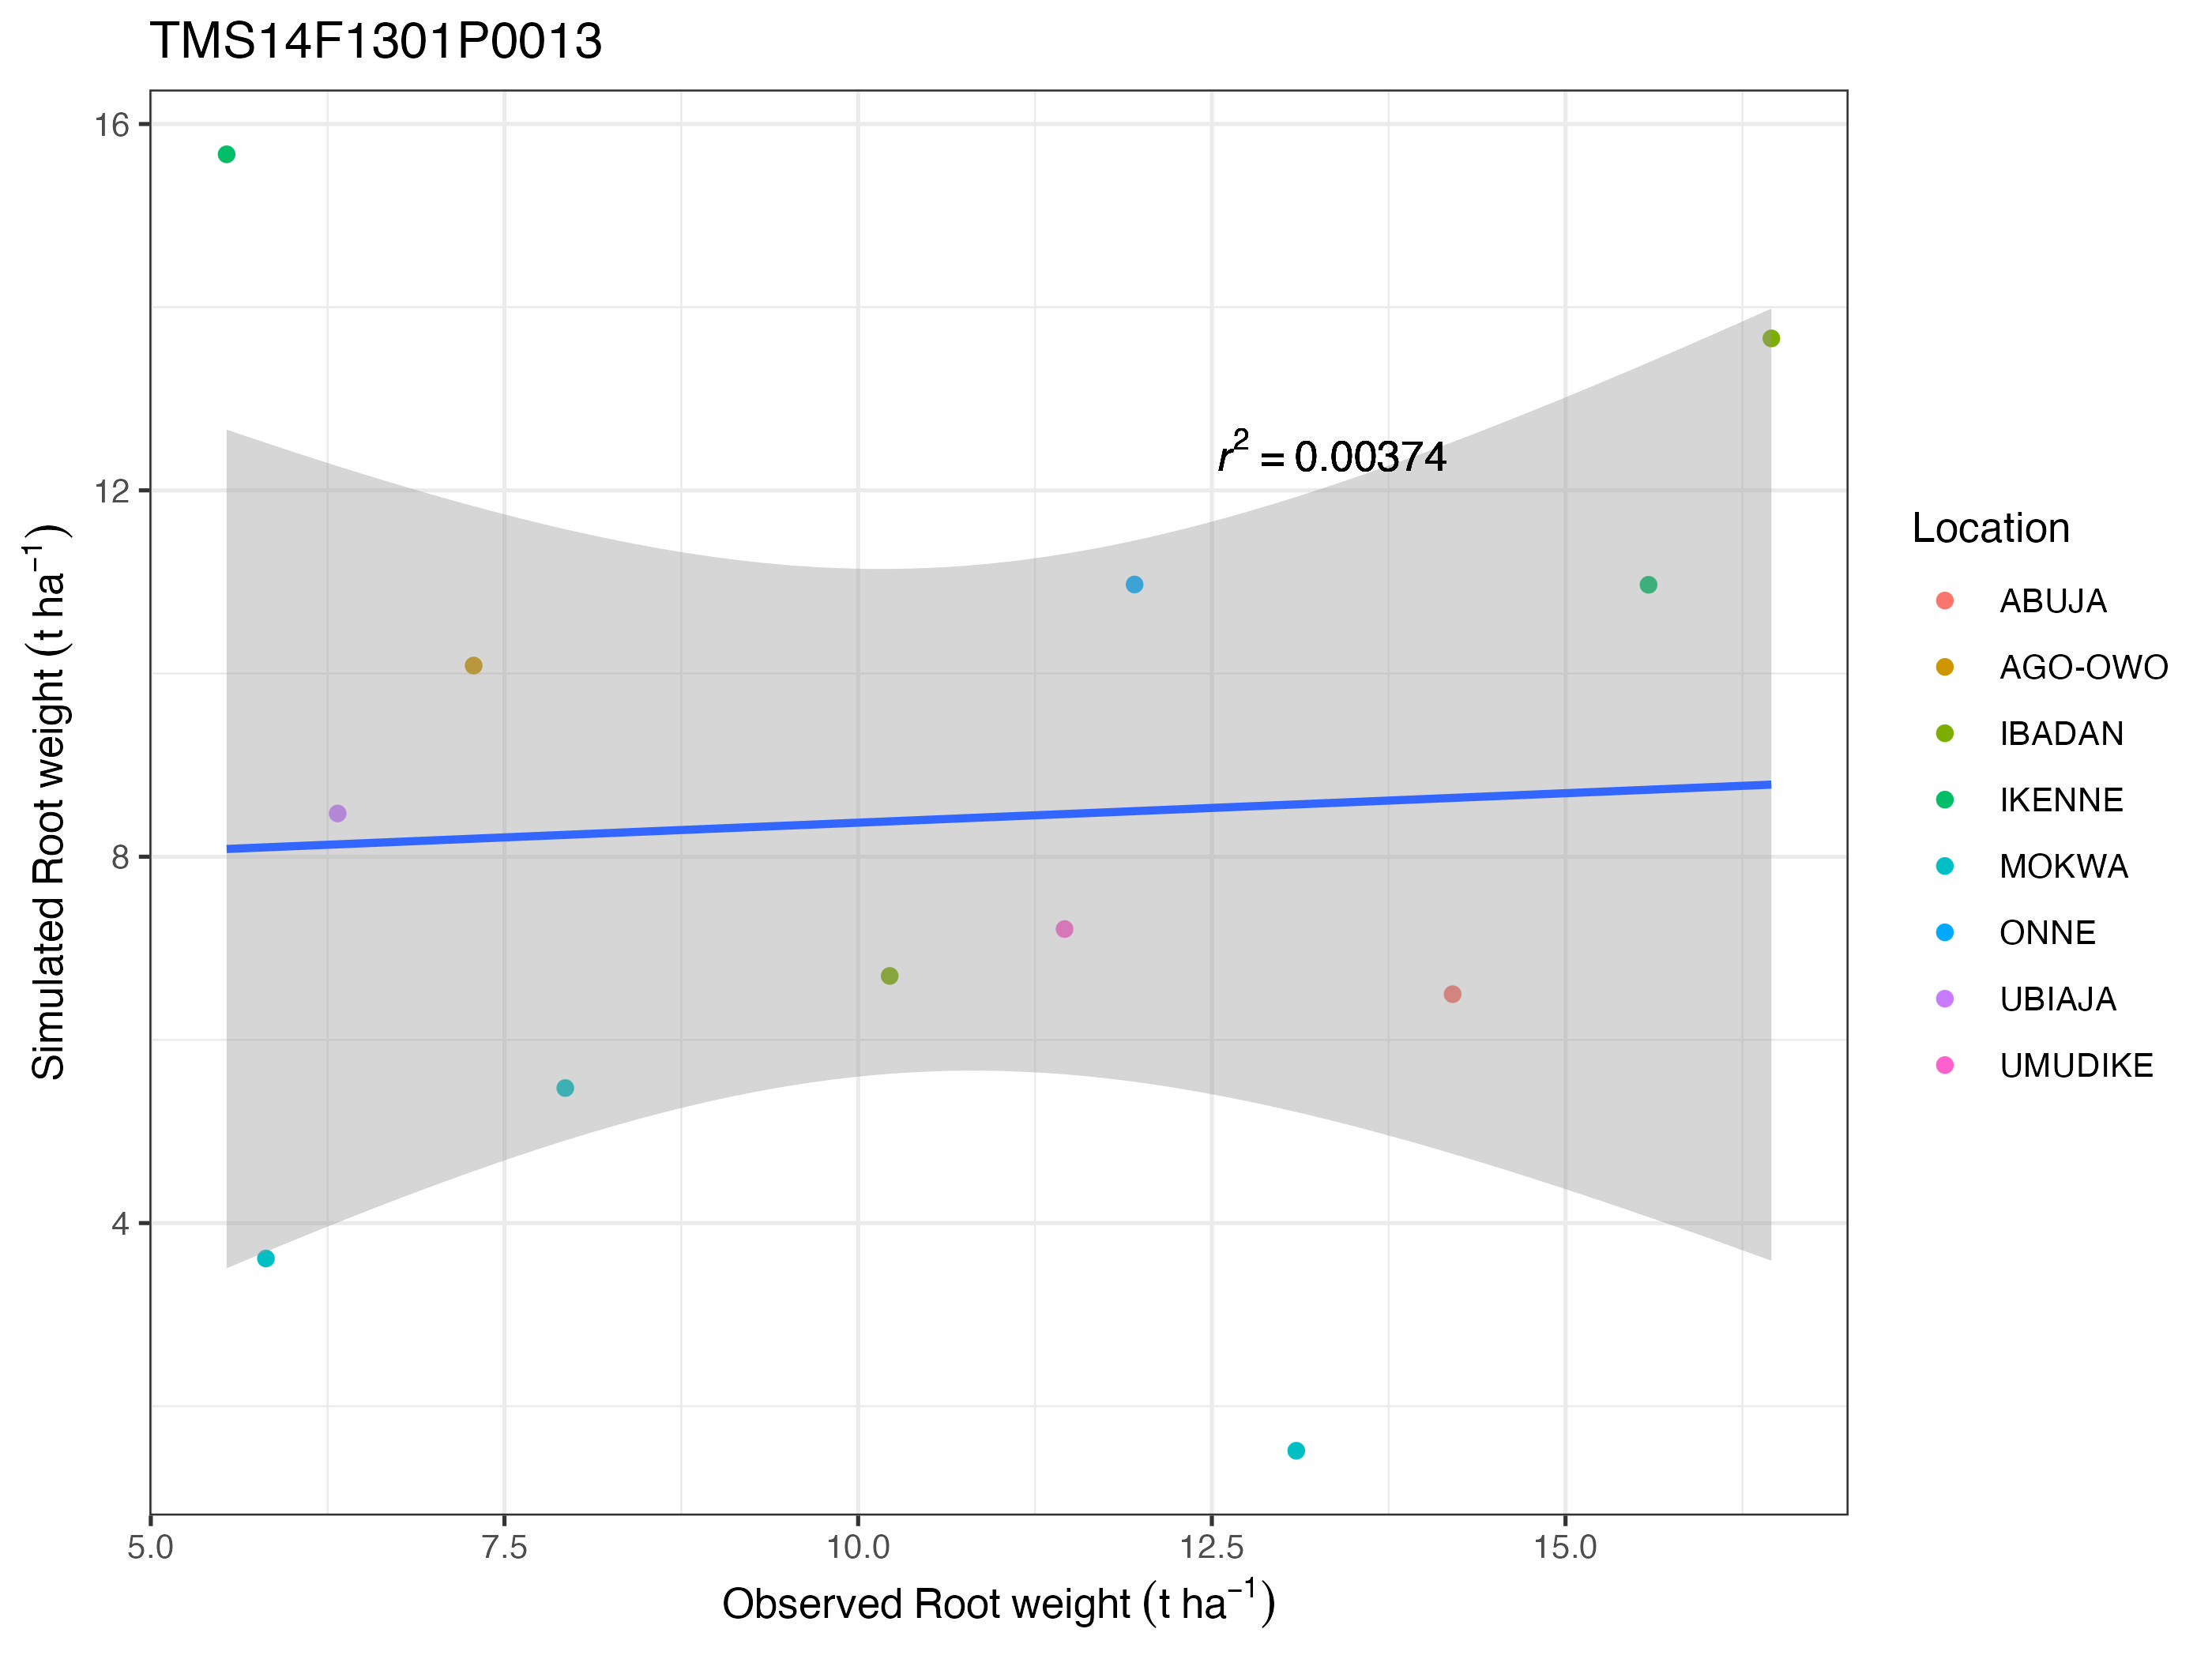 TMS14F1301P0013
16
12
8
4
Simulated Root weight (t ha⁻¹)
r² = 0.00374
5.0 7.5 10.0 12.5 15.0
Observed Root weight (t ha⁻¹)
Location
ABUJA
AGO-OWO
IBADAN
IKENNE
MOKWA
ONNE
UBIAJA
UMUDIKE